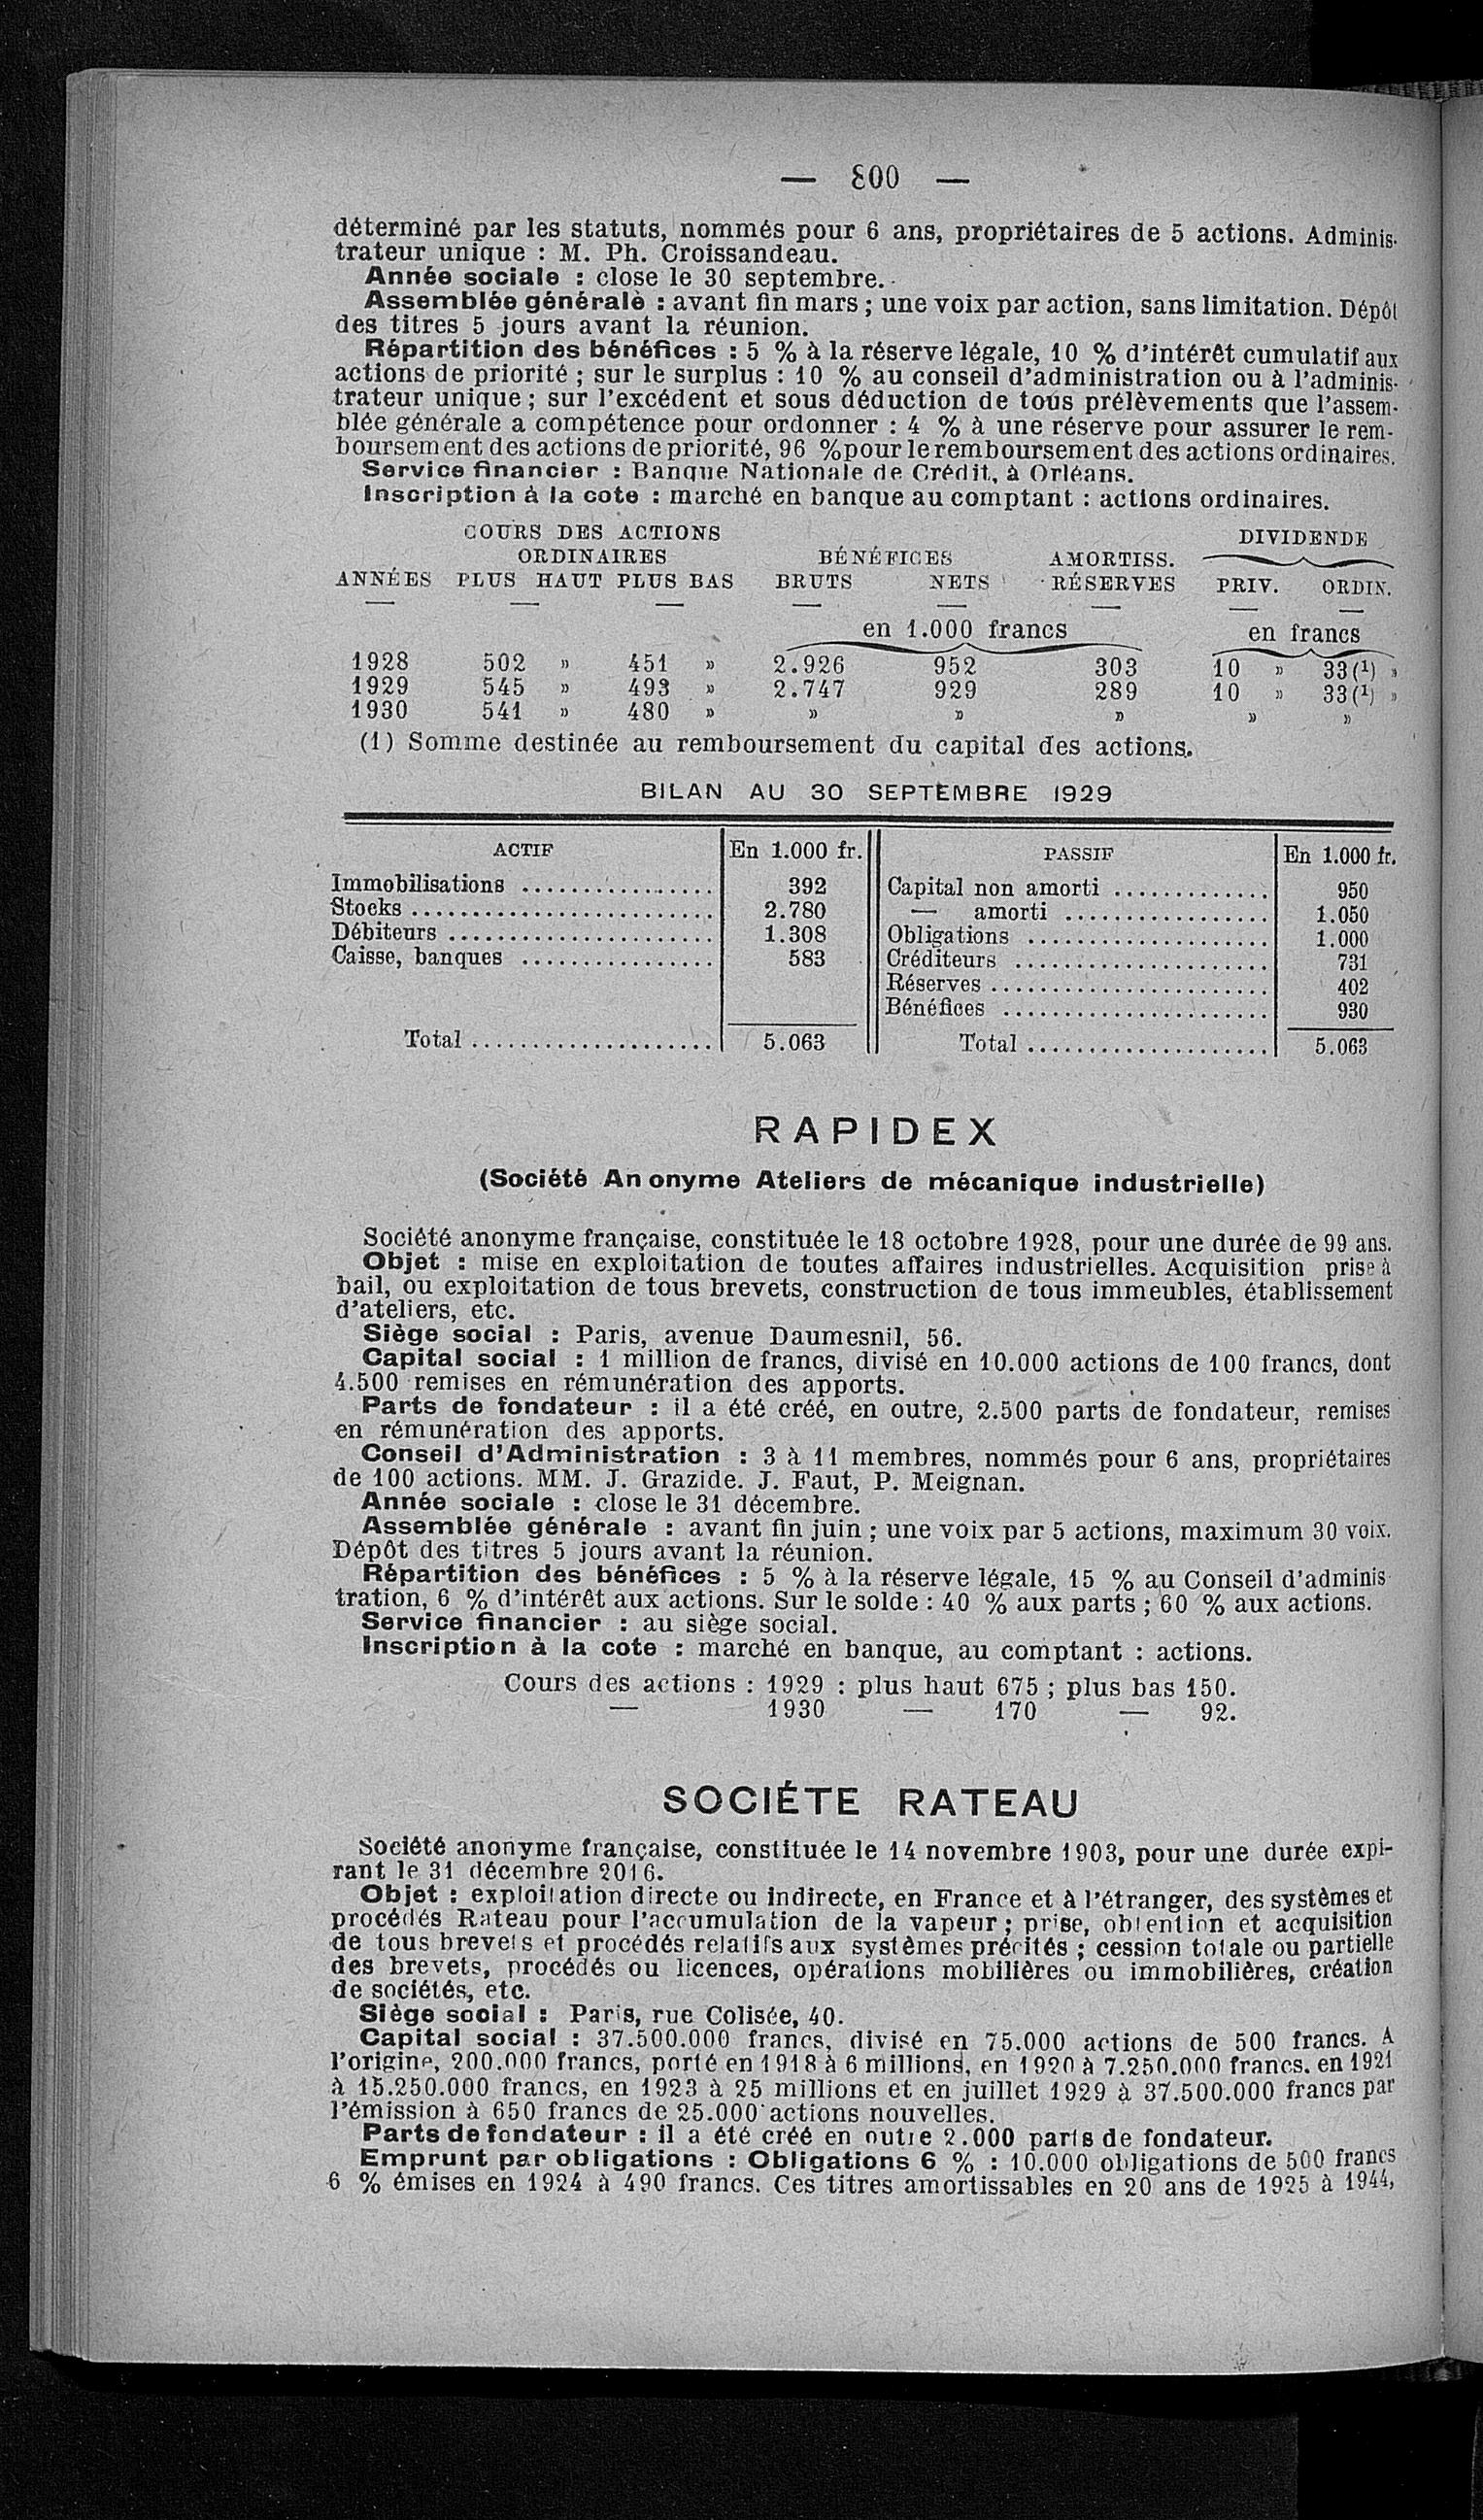 — 800 —
déterminé par les statuts, nommés pour 6 ans, propriétaires de 5 actions. Adminis-
trateur unique : M. Ph. Croissandeau.
Année sociale : close le 30 septembre.
Assemblée générale : avant fin mars ; une voix par action, sans limitation. Dépôt
des titres 5 jours avant la réunion.
Répartition des bénéfices : 5 % à la réserve légale, 10 % d'intérêt cumulatif aux
actions de priorité ; sur le surplus : 10 % au conseil d'administration ou à l'adminis-
trateur unique ; sur l'excédent et sous déduction de tous prélèvements que l'assem-
blée générale a compétence pour ordonner : 4 % à une réserve pour assurer le rem-
boursement des actions de priorité, 96 % pour le remboursement des actions ordinaires.
Service financier : Banque Nationale de Crédit, à Orléans.
Inscription à la cote : marché en banque au comptant : actions ordinaires.
COURS DES ACTIONS DIVIDENDE
ORDINAIRES BÉNÉFICES AMORTISS.
ANNÉES PLUS HAUT PLUS BAS BRUTS NETS RÉSERVES PRIV. ORDIN.
— — — — — — — —
en 1.000 francs en francs
1928 502 » 451 » 2.926 952 303 10 » 33(1) »
1929 545 » 493 » 2.747 929 289 10 » 33(1) »
1930 541 » 480 » » » » » »
(1) Somme destinée au remboursement du capital des actions.
BILAN AU 30 SEPTEMBRE 1929
ACTIF En 1.000 fr. PASSIF En 1.000 fr.
Immobilisations ................ 392 Capital non amorti ............. 950
Stocks ......................... 2.780 — amorti ................. 1.050
Débiteurs ...................... 1.308 Obligations .................... 1.000
Caisse, banques ................ 583 Créditeurs ..................... 731
Réserves ....................... 402
Bénéfices ...................... 930
Total .................... 5.063 Total .................... 5.063
RAPIDEX
(Société Anonyme Ateliers de mécanique industrielle)
Société anonyme française, constituée le 18 octobre 1928, pour une durée de 99 ans.
Objet : mise en exploitation de toutes affaires industrielles. Acquisition prise à
bail, ou exploitation de tous brevets, construction de tous immeubles, établissement
d'ateliers, etc.
Siège social : Paris, avenue Daumesnil, 56.
Capital social : 1 million de francs, divisé en 10.000 actions de 100 francs, dont
4.500 remises en rémunération des apports.
Parts de fondateur : il a été créé, en outre, 2.500 parts de fondateur, remises
en rémunération des apports.
Conseil d'Administration : 3 à 11 membres, nommés pour 6 ans, propriétaires
de 100 actions. MM. J. Grazide. J. Faut, P. Meignan.
Année sociale : close le 31 décembre.
Assemblée générale : avant fin juin ; une voix par 5 actions, maximum 30 voix.
Dépôt des titres 5 jours avant la réunion.
Répartition des bénéfices : 5 % à la réserve légale, 15 % au Conseil d'adminis
tration, 6 % d'intérêt aux actions. Sur le solde : 40 % aux parts ; 60 % aux actions.
Service financier : au siège social.
Inscription à la cote : marché en banque, au comptant : actions.
Cours des actions : 1929 : plus haut 675 ; plus bas 150.
— 1930 — 170 — 92.
SOCIÉTE RATEAU
Société anonyme française, constituée le 14 novembre 1903, pour une durée expi-
rant le 31 décembre 2016.
Objet : exploitation directe ou indirecte, en France et à l'étranger, des systèmes et
procédés Rateau pour l'accumulation de la vapeur ; prise, obtention et acquisition
de tous brevets et procédés relatifs aux systèmes précités ; cession totale ou partielle
des brevets, procédés ou licences, opérations mobilières ou immobilières, création
de sociétés, etc.
Siège social : Paris, rue Colisée, 40.
Capital social : 37.500.000 francs, divisé en 75.000 actions de 500 francs. A
l'origine, 200.000 francs, porté en 1918 à 6 millions, en 1920 à 7.250.000 francs. en 1921
à 15.250.000 francs, en 1923 à 25 millions et en juillet 1929 à 37.500.000 francs par
l'émission à 650 francs de 25.000 actions nouvelles.
Parts de fondateur : il a été créé en outre 2.000 parts de fondateur.
Emprunt par obligations : Obligations 6 % : 10.000 obligations de 500 francs
6 % émises en 1924 à 490 francs. Ces titres amortissables en 20 ans de 1925 à 1944,